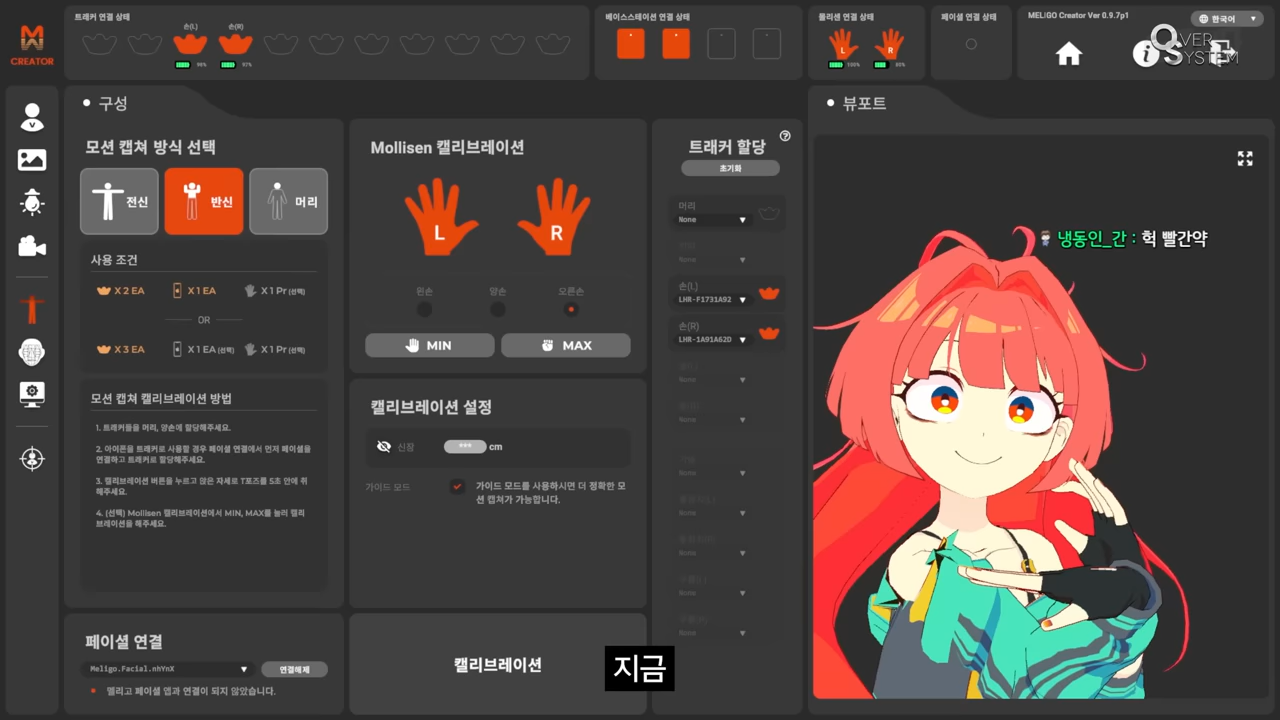 CREATOR
트래커 연결 상태
손(L)
손(R)
98%
97%
베이스스테이션 연결 상태
몰리센 연결 상태
L
R
100%
80%
페이셜 연결 상태
MELiGO Creator Ver 0.9.7p1
한국어
OVER
SYSTEM
구성
모션 캡쳐 방식 선택
전신
반신
머리
사용 조건
X 2 EA
X 1 EA
X 1 Pr (선택)
OR
X 3 EA
X 1 EA (선택)
X 1 Pr (선택)
모션 캡쳐 캘리브레이션 방법
1. 트래커들을 머리, 양손에 할당해주세요.
2. 아이폰을 트래커로 사용할 경우 페이셜 연결에서 먼저 페이셜을
연결하고 트래커로 할당해주세요.
3. 캘리브레이션 버튼을 누르고 않은 자세로 T포즈를 5초 안에 취
해주세요.
4. (선택) Mollisen 캘리브레이션에서 MIN, MAX를 눌러 캘리
브레이션을 해주세요.
페이셜 연결
Meligo.Facial.nhYnX
연결해제
멜리고 페이셜 앱과 연결이 되지 않았습니다.
Mollisen 캘리브레이션
L
R
왼손
양손
오른손
MIN
MAX
캘리브레이션 설정
신장
***
cm
가이드 모드
가이드 모드를 사용하시면 더 정확한 모
션 캡쳐가 가능합니다.
캘리브레이션
지금
트래커 할당
초기화
머리
None
None
손(L)
LHR-F1731A92
손(R)
LHR-1A91A62D
None
None
None
None
None
None
None
뷰포트
냉동인_간 : 헉 빨간약